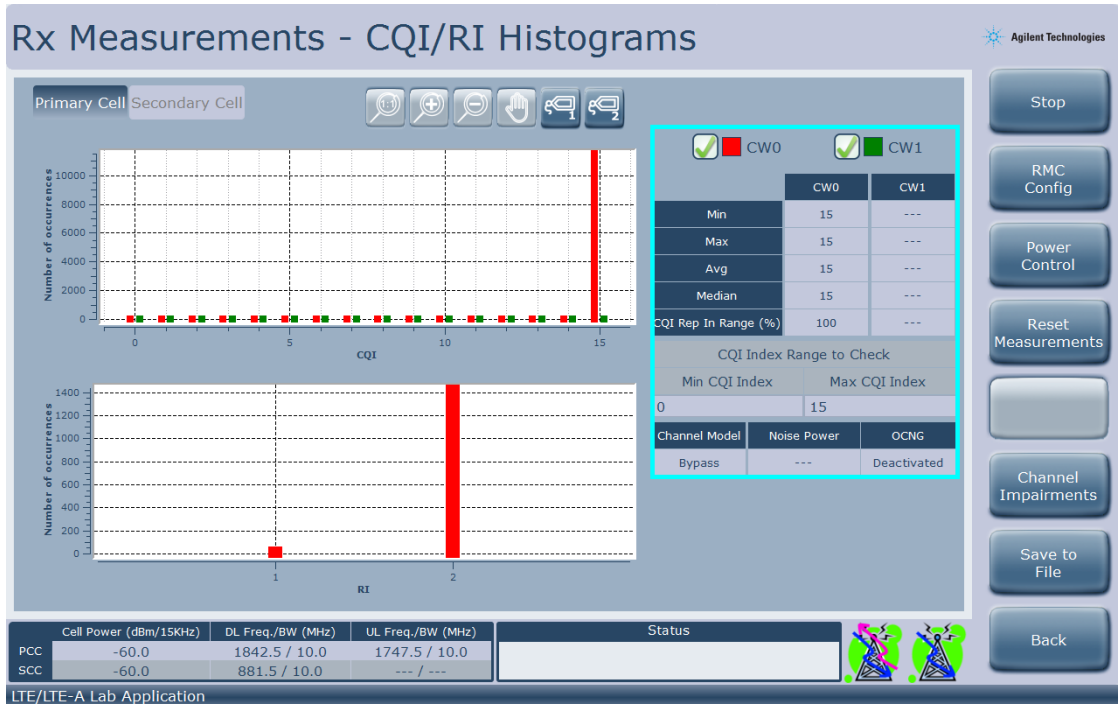 Rx Measurements - CQI/RI Histograms
Agilent Technologies
Primary Cell Secondary Cell
1:1
1
2
Number of occurrences
10000
8000
6000
4000
2000
0
0 5 10 15
CQI
Number of occurrences
1400
1200
1000
800
600
400
200
0
1 2
RI
CW0 CW1
CW0 CW1
Min 15 ---
Max 15 ---
Avg 15 ---
Median 15 ---
CQI Rep In Range (%) 100 ---
CQI Index Range to Check
Min CQI Index Max CQI Index
0 15
Channel Model Noise Power OCNG
Bypass --- Deactivated
Stop
RMC
Config
Power
Control
Reset
Measurements
Channel
Impairments
Save to
File
Back
Cell Power (dBm/15KHz) DL Freq./BW (MHz) UL Freq./BW (MHz)
PCC -60.0 1842.5 / 10.0 1747.5 / 10.0
SCC -60.0 881.5 / 10.0 --- / ---
Status
LTE/LTE-A Lab Application